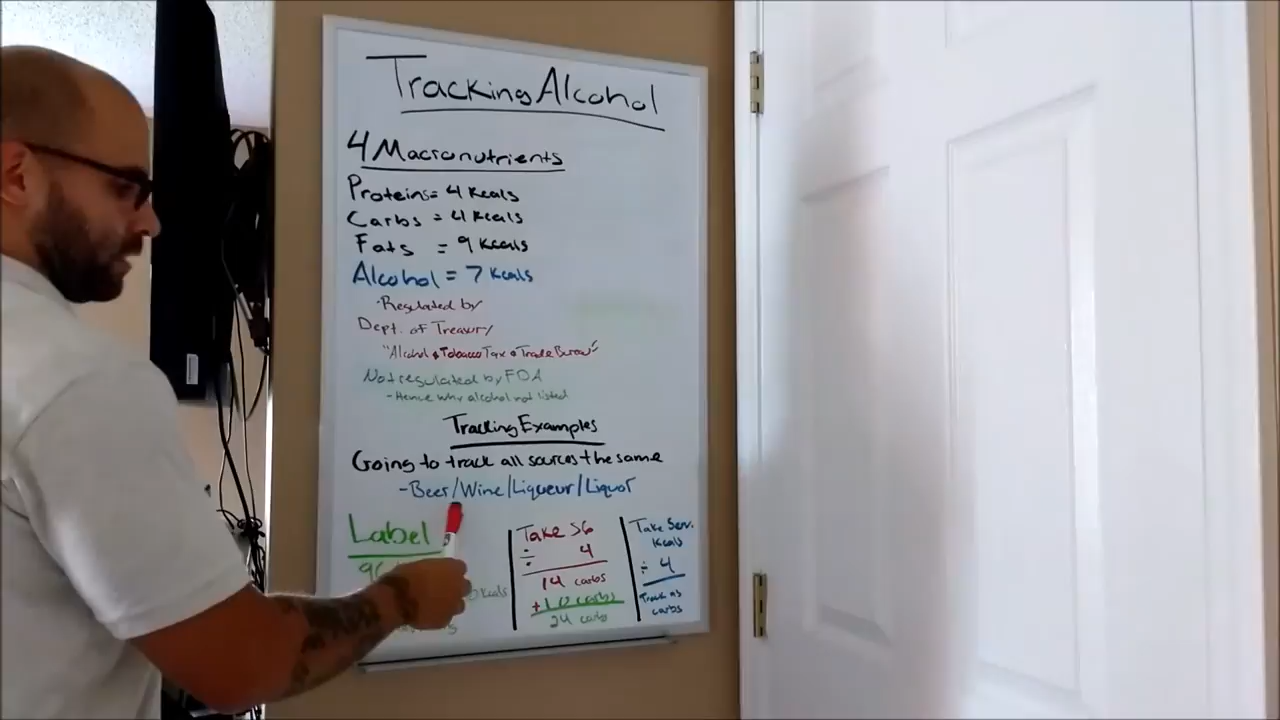 Tracking Alcohol
4 Macronutrients
Proteins = 4 Kcals
Carbs = 4 Kcals
Fats = 9 Kcals
Alcohol = 7 Kcals
·Regulated by
Dept. of Treasury
"Alcohol & Tobacco Tax & Trade Bureau"
Not regulated by FDA
-Hence why alcohol not listed
Tracking Examples
Going to track all sources the same
-Beer/Wine/Liqueur/Liquor
Label
Kcals
Take 56
÷ 4
14 carbs
+10 carbs
24 carbs
Take Serv.
Kcals
÷ 4
Track as
carbs